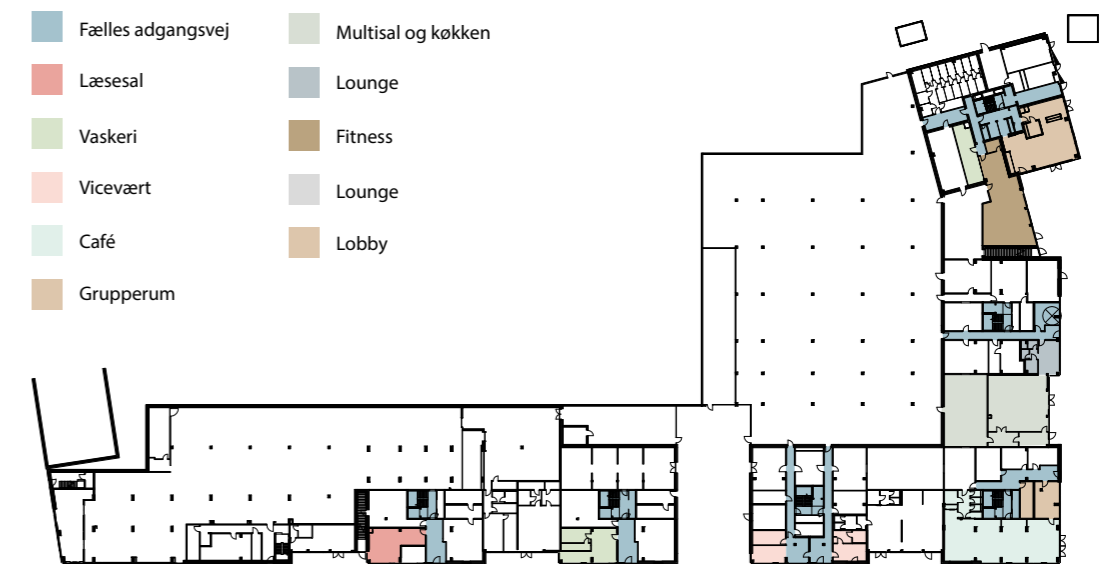 Fælles adgangsvej
Læsesal
Vaskeri
Vicevært
Café
Grupperum
Multisal og køkken
Lounge
Fitness
Lounge
Lobby